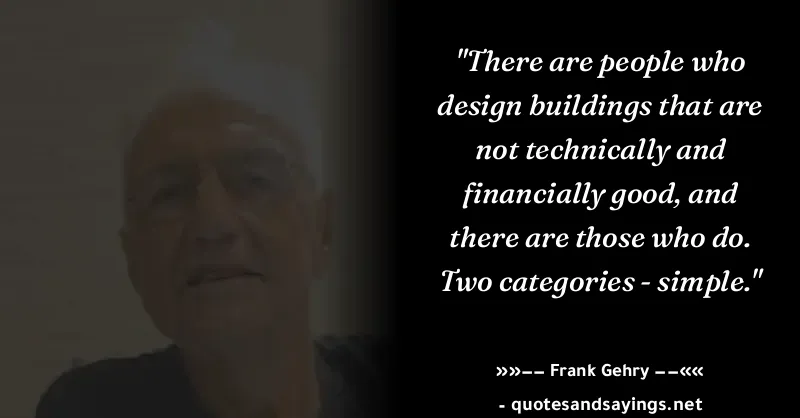 "There are people who
design buildings that are
not technically and
financially good, and
there are those who do.
Two categories - simple."
»»−− Frank Gehry −−««
- quotesandsayings.net